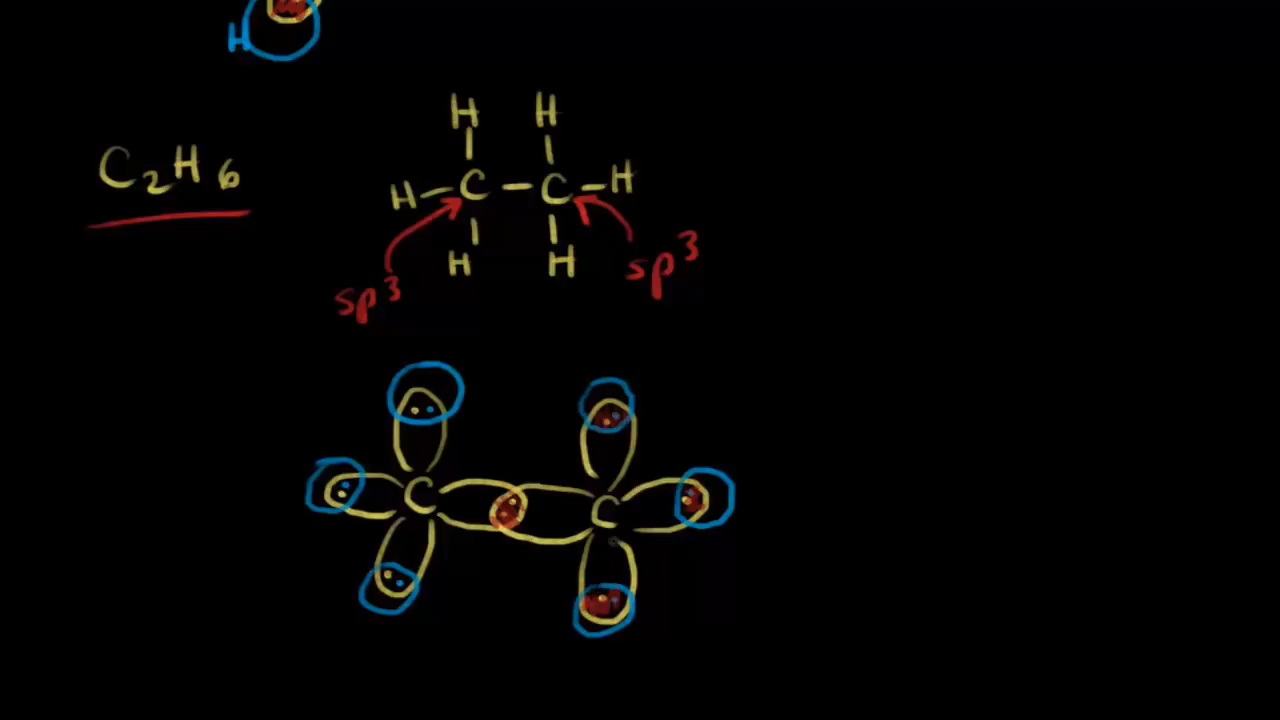 H
C₂H₆
H H
H–C–C–H
H H
sp³ sp³
C C